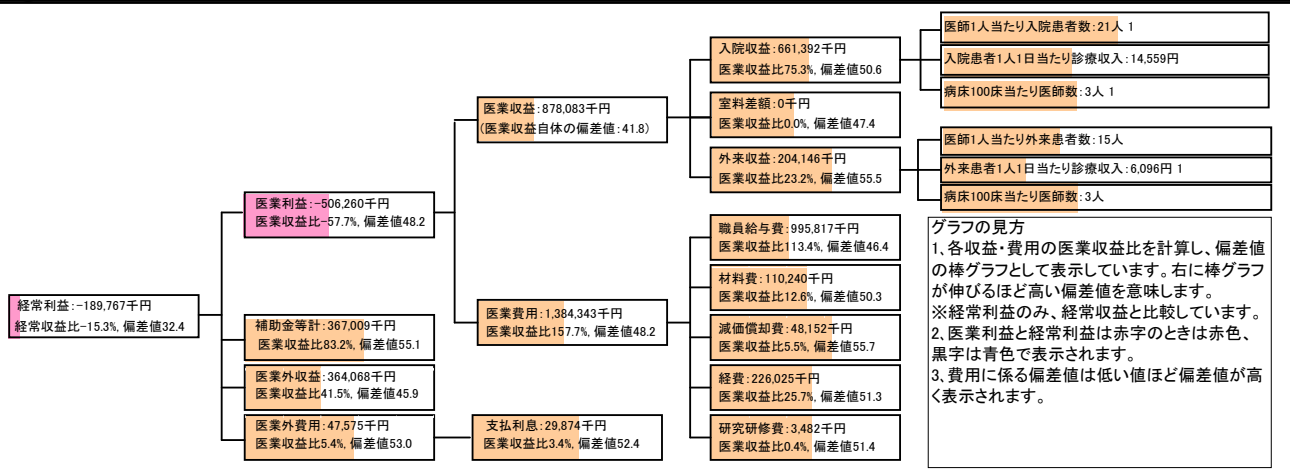 経常利益:-189,767千円
経常収比-15.3%, 偏差値32.4
医業利益:-506,260千円
医業収益比-57.7%, 偏差値48.2
補助金等計:367,009千円
医業収益比83.2%, 偏差値55.1
医業外収益:364,068千円
医業収益比41.5%, 偏差値45.9
医業外費用:47,575千円
医業収益比5.4%, 偏差値53.0
支払利息:29,874千円
医業収益比3.4%, 偏差値52.4
医業収益:878,083千円
(医業収益自体の偏差値:41.8)
医業費用:1,384,343千円
医業収益比157.7%, 偏差値48.2
入院収益:661,392千円
医業収益比75.3%, 偏差値50.6
室料差額:0千円
医業収益比0.0%, 偏差値47.4
外来収益:204,146千円
医業収益比23.2%, 偏差値55.5
職員給与費:995,817千円
医業収益比113.4%, 偏差値46.4
材料費:110,240千円
医業収益比12.6%, 偏差値50.3
減価償却費:48,152千円
医業収益比5.5%, 偏差値55.7
経費:226,025千円
医業収益比25.7%, 偏差値51.3
研究研修費:3,482千円
医業収益比0.4%, 偏差値51.4
医師1人当たり入院患者数:21人 1
入院患者1人1日当たり診療収入:14,559円
病床100床当たり医師数:3人 1
医師1人当たり外来患者数:15人
外来患者1人1日当たり診療収入:6,096円 1
病床100床当たり医師数:3人
グラフの見方
1、各収益・費用の医業収益比を計算し、偏差値
の棒グラフとして表示しています。右に棒グラフ
が伸びるほど高い偏差値を意味します。
※経常利益のみ、経常収益と比較しています。
2、医業利益と経常利益は赤字のときは赤色、
黒字は青色で表示されます。
3、費用に係る偏差値は低い値ほど偏差値が高
く表示されます。